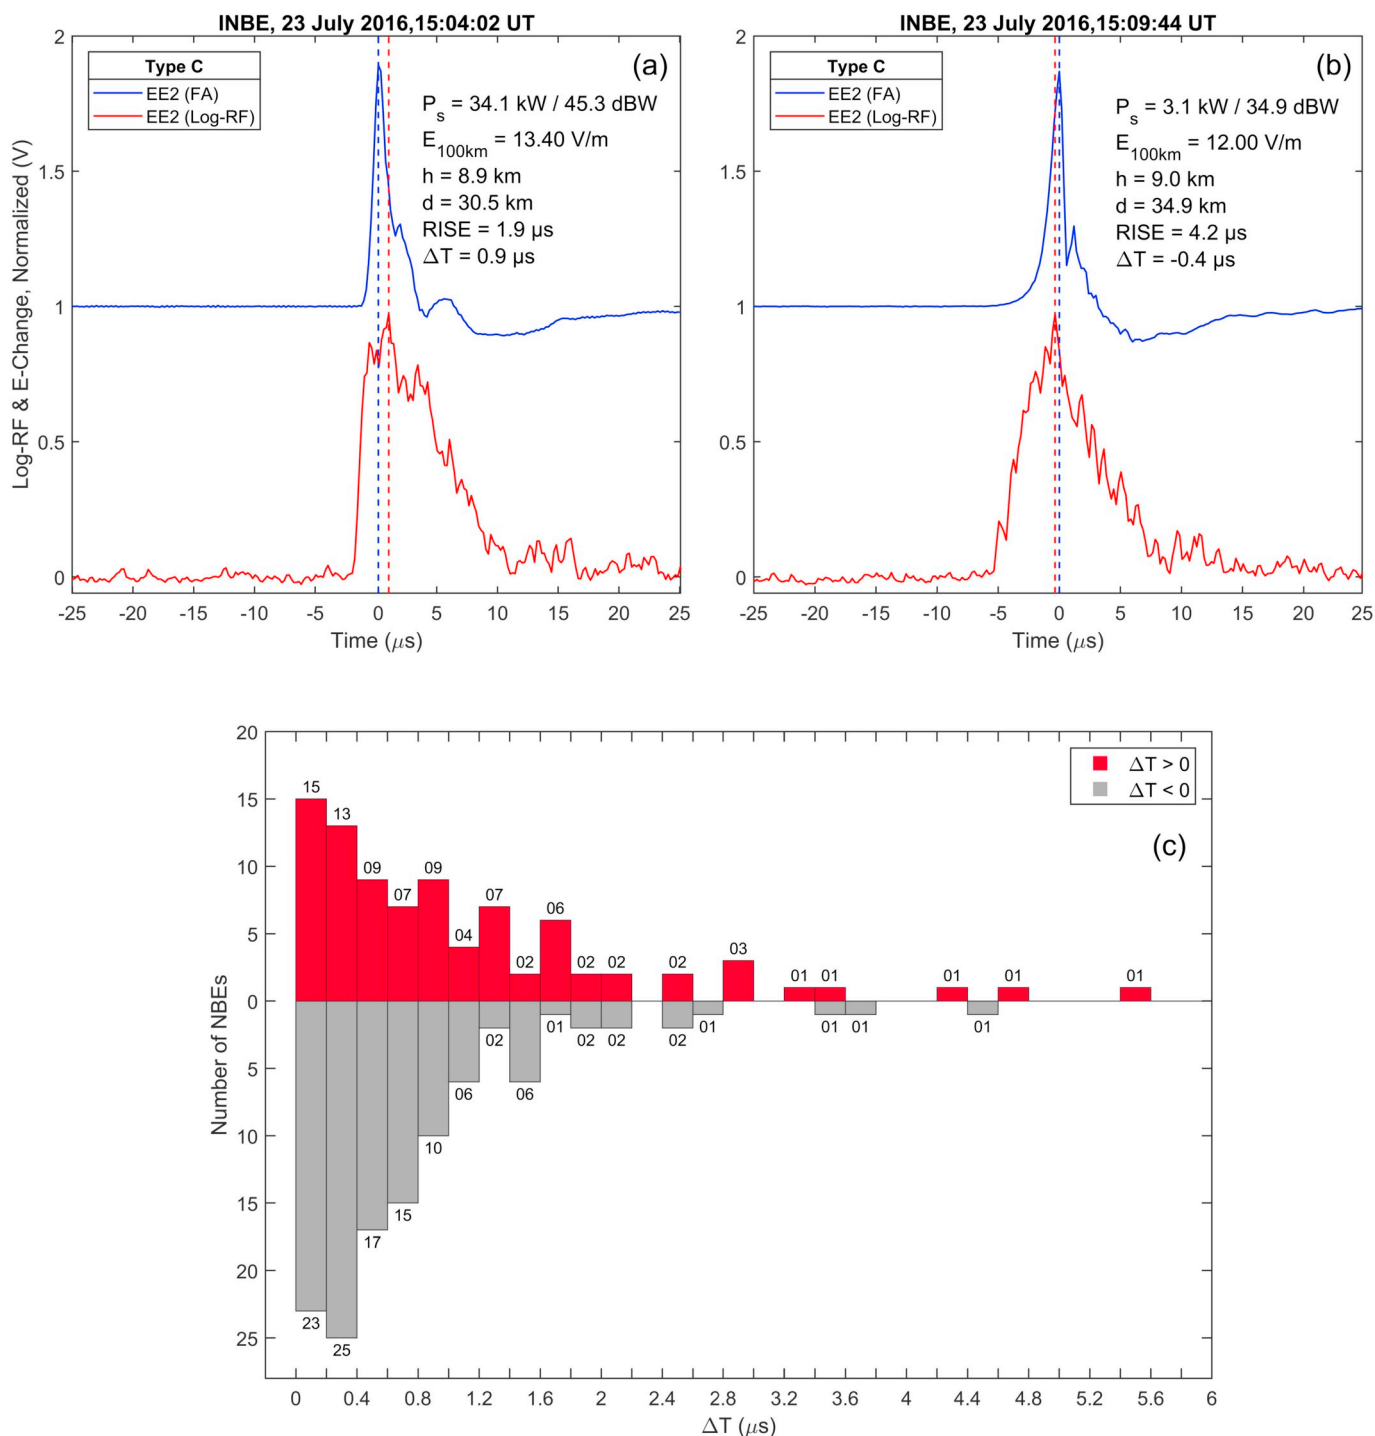 INBE, 23 July 2016,15:04:02 UT
INBE, 23 July 2016,15:09:44 UT
Log-RF & E-Change, Normalized (V)
2
1.5
1
0.5
0
Type C
EE2 (FA)
EE2 (Log-RF)
(a)
P_s = 34.1 kW / 45.3 dBW
E_100km = 13.40 V/m
h = 8.9 km
d = 30.5 km
RISE = 1.9 µs
ΔT = 0.9 µs
-25 -20 -15 -10 -5 0 5 10 15 20 25
Time (μs)
2
1.5
1
0.5
0
Type C
EE2 (FA)
EE2 (Log-RF)
(b)
P_s = 3.1 kW / 34.9 dBW
E_100km = 12.00 V/m
h = 9.0 km
d = 34.9 km
RISE = 4.2 µs
ΔT = -0.4 µs
-25 -20 -15 -10 -5 0 5 10 15 20 25
Time (μs)
Number of NBEs
20
15
10
5
0
5
10
15
20
25
ΔT > 0
ΔT < 0
(c)
15 13 09 07 09 04 07 02 06 02 02 02 03 01 01 01 01 01
23 25 17 15 10 06 02 06 01 02 02 02 01 01 01 01
0 0.4 0.8 1.2 1.6 2 2.4 2.8 3.2 3.6 4 4.4 4.8 5.2 5.6 6
ΔT (μs)